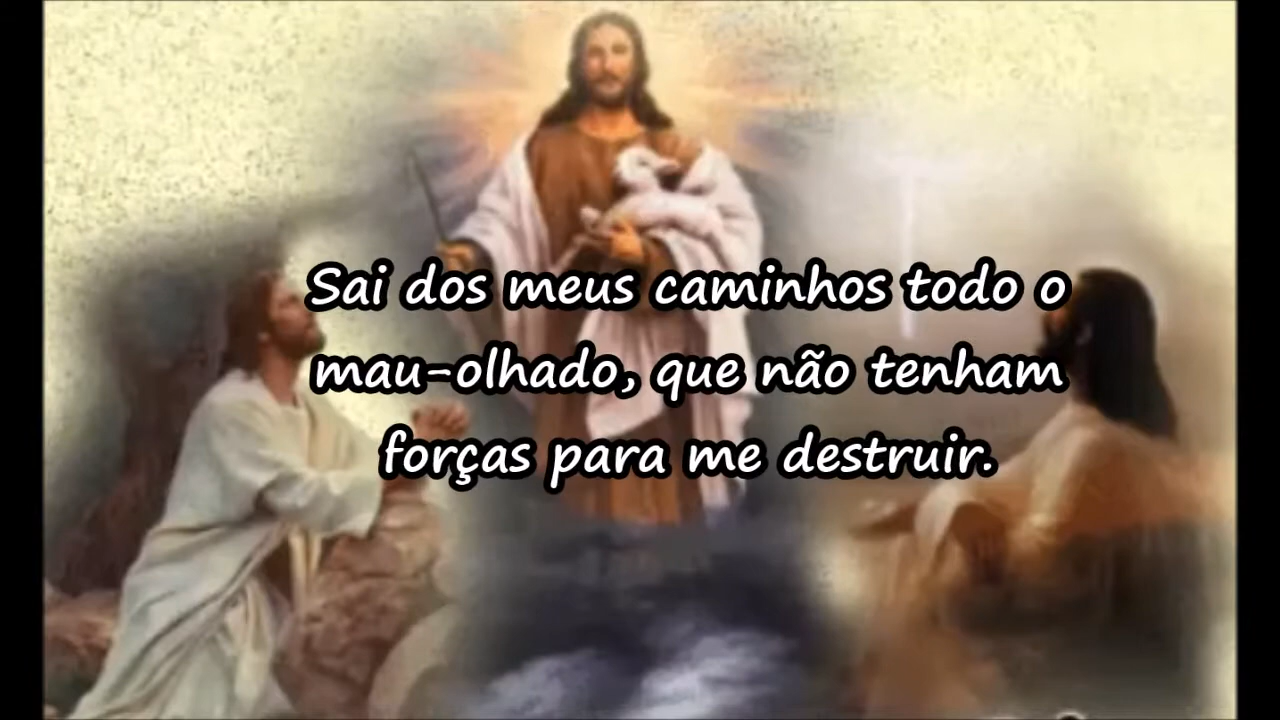 Sai dos meus caminhos todo o
mau-olhado, que não tenham
forças para me destruir.